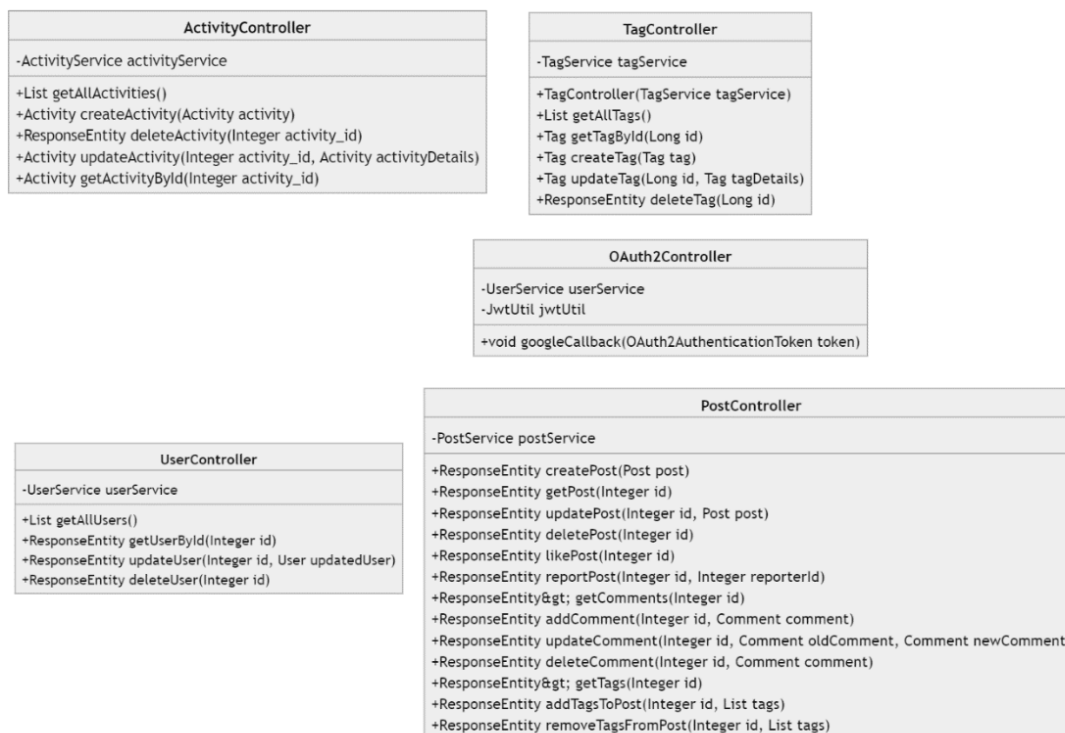 ActivityController
-ActivityService activityService
+List getAllActivities()
+Activity createActivity(Activity activity)
+ResponseEntity deleteActivity(Integer activity_id)
+Activity updateActivity(Integer activity_id, Activity activityDetails)
+Activity getActivityById(Integer activity_id)
TagController
-TagService tagService
+TagController(TagService tagService)
+List getAllTags()
+Tag getTagById(Long id)
+Tag createTag(Tag tag)
+Tag updateTag(Long id, Tag tagDetails)
+ResponseEntity deleteTag(Long id)
OAuth2Controller
-UserService userService
-JwtUtil jwtUtil
+void googleCallback(OAuth2AuthenticationToken token)
UserController
-UserService userService
+List getAllUsers()
+ResponseEntity getUserById(Integer id)
+ResponseEntity updateUser(Integer id, User updatedUser)
+ResponseEntity deleteUser(Integer id)
PostController
-PostService postService
+ResponseEntity createPost(Post post)
+ResponseEntity getPost(Integer id)
+ResponseEntity updatePost(Integer id, Post post)
+ResponseEntity deletePost(Integer id)
+ResponseEntity likePost(Integer id)
+ResponseEntity reportPost(Integer id, Integer reporterId)
+ResponseEntity&gt; getComments(Integer id)
+ResponseEntity addComment(Integer id, Comment comment)
+ResponseEntity updateComment(Integer id, Comment oldComment, Comment newComment
+ResponseEntity deleteComment(Integer id, Comment comment)
+ResponseEntity&gt; getTags(Integer id)
+ResponseEntity addTagsToPost(Integer id, List tags)
+ResponseEntity removeTagsFromPost(Integer id, List tags)